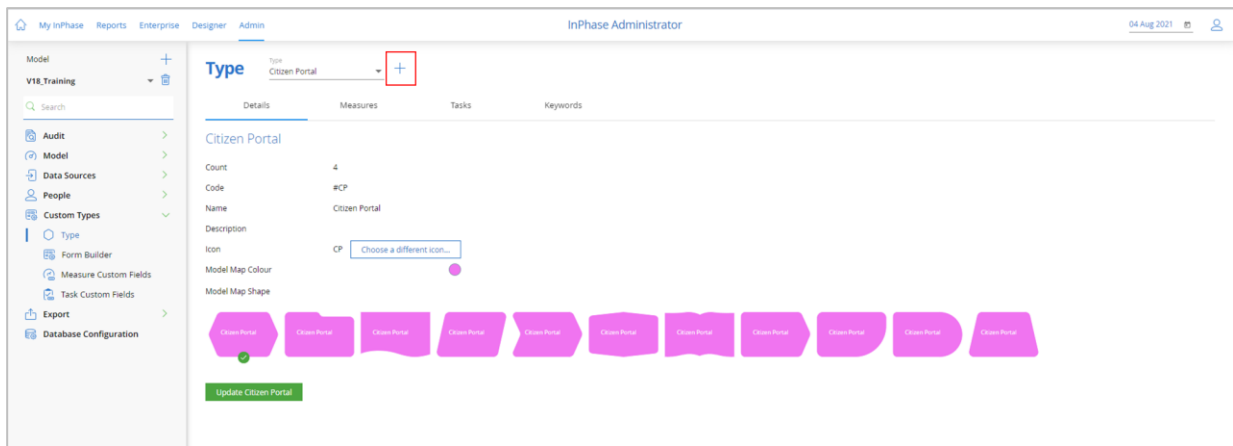 My InPhase Reports Enterprise Designer Admin
InPhase Administrator
04 Aug 2021
Model
V18_Training
Search
Audit
Model
Data Sources
People
Custom Types
Type
Form Builder
Measure Custom Fields
Task Custom Fields
Export
Database Configuration
Type
Type
Citizen Portal
Details Measures Tasks Keywords
Citizen Portal
Count 4
Code #CP
Name Citizen Portal
Description
Icon CP Choose a different icon...
Model Map Colour
Model Map Shape
Citizen Portal Citizen Portal Citizen Portal Citizen Portal Citizen Portal Citizen Portal Citizen Portal Citizen Portal Citizen Portal Citizen Portal Citizen Portal
Update Citizen Portal